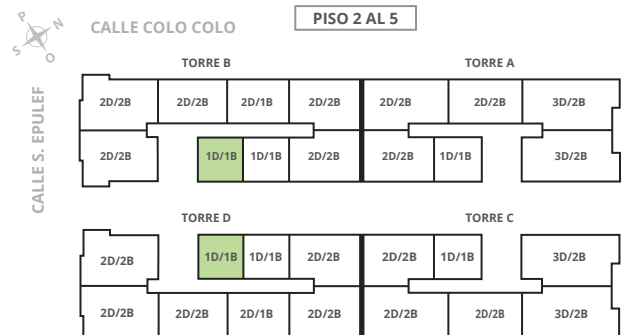 PISO 2 AL 5
P
N
S
O
CALLE COLO COLO
CALLE S. EPULEF
TORRE B
TORRE A
2D/2B 2D/2B 2D/1B 2D/2B 2D/2B 2D/2B 3D/2B
2D/2B 1D/1B 1D/1B 2D/2B 2D/2B 1D/1B 3D/2B
TORRE D
TORRE C
2D/2B 1D/1B 1D/1B 2D/2B 2D/2B 1D/1B 3D/2B
2D/2B 2D/2B 2D/1B 2D/2B 2D/2B 2D/2B 3D/2B